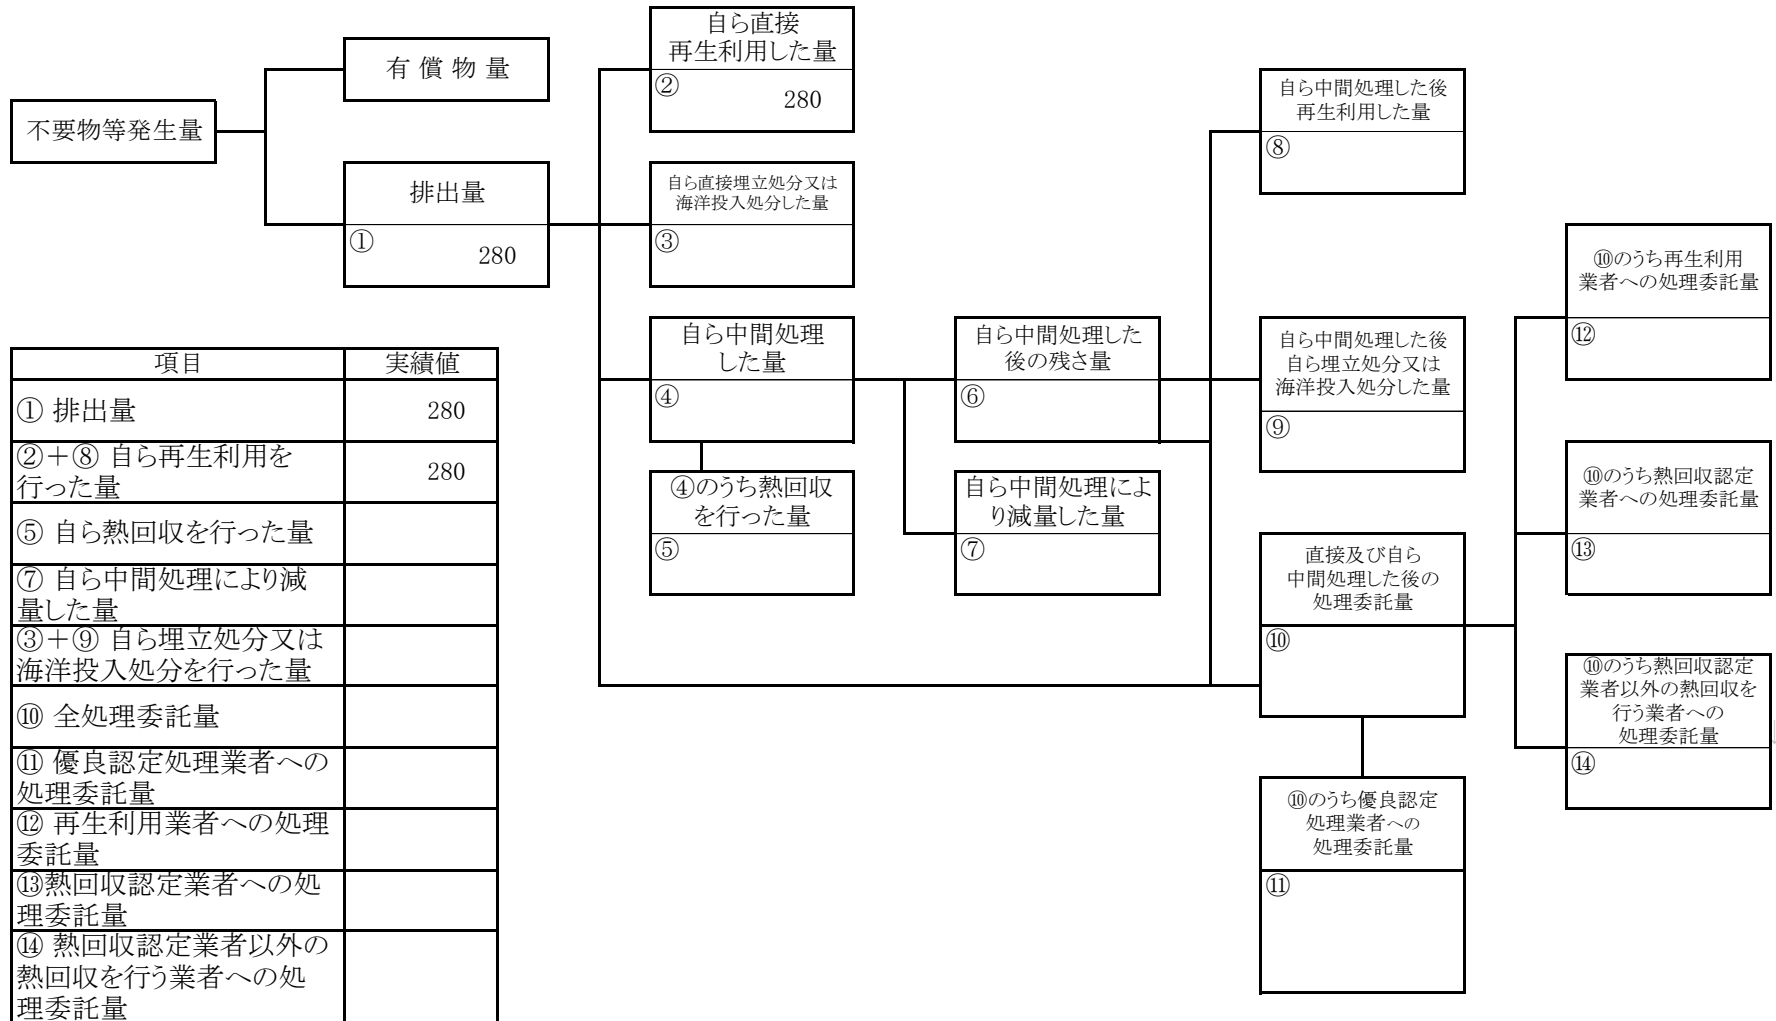 自ら直接
再生利用した量
②
280
有償物量
不要物等発生量
排出量
①
280
自ら直接埋立処分又は
海洋投入処分した量
③
自ら中間処理した後
再生利用した量
⑧
自ら中間処理
した量
④
自ら中間処理した
後の残さ量
⑥
自ら中間処理した後
自ら埋立処分又は
海洋投入処分した量
⑨
⑩のうち再生利用
業者への処理委託量
⑫
④のうち熱回収
を行った量
⑤
自ら中間処理によ
り減量した量
⑦
⑩のうち熱回収認定
業者への処理委託量
⑬
直接及び自ら
中間処理した後の
処理委託量
⑩
⑩のうち熱回収認定
業者以外の熱回収を
行う業者への
処理委託量
⑭
⑩のうち優良認定
処理業者への
処理委託量
⑪
項目 実績値
① 排出量 280
②＋⑧ 自ら再生利用を
行った量 280
⑤ 自ら熱回収を行った量
⑦ 自ら中間処理により減
量した量
③＋⑨ 自ら埋立処分又は
海洋投入処分を行った量
⑩ 全処理委託量
⑪ 優良認定処理業者への
処理委託量
⑫ 再生利用業者への処理
委託量
⑬熱回収認定業者への処
理委託量
⑭ 熱回収認定業者以外の
熱回収を行う業者への処
理委託量